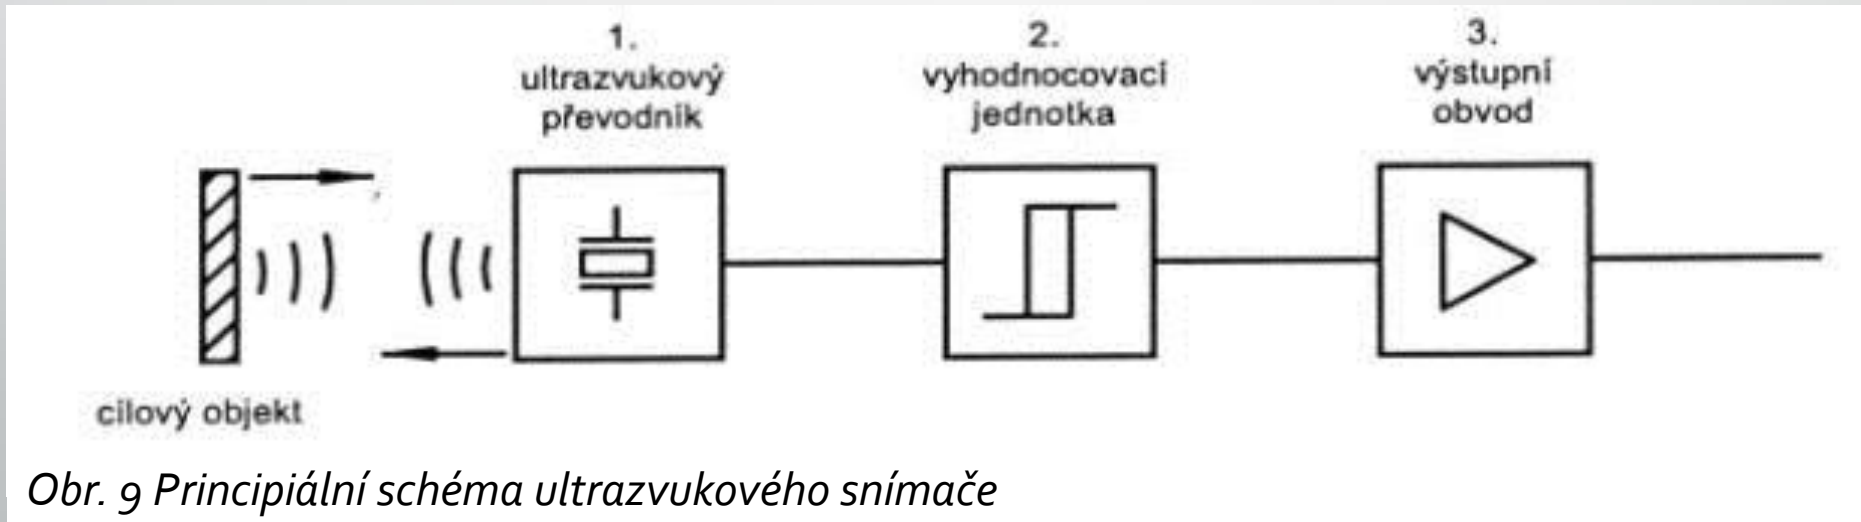 1.
ultrazvukový
převodník
2.
vyhodnocovací
jednotka
3.
výstupní
obvod
cílový objekt
Obr. 9 Principiální schéma ultrazvukového snímače